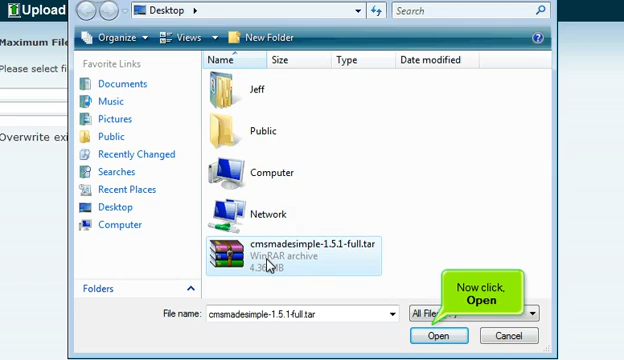 Upload
Desktop
Search
Organize
Views
New Folder
Maximum File
Please select fi
Overwrite exi
Favorite Links
Documents
Music
Pictures
Public
Recently Changed
Searches
Recent Places
Desktop
Computer
Folders
Name
Size
Type
Date modified
Jeff
Public
Computer
Network
cmsmadesimple-1.5.1-full.tar
WinRAR archive
4.36 MB
Now click,
Open
File name:
cmsmadesimple-1.5.1-full.tar
All File
Open
Cancel